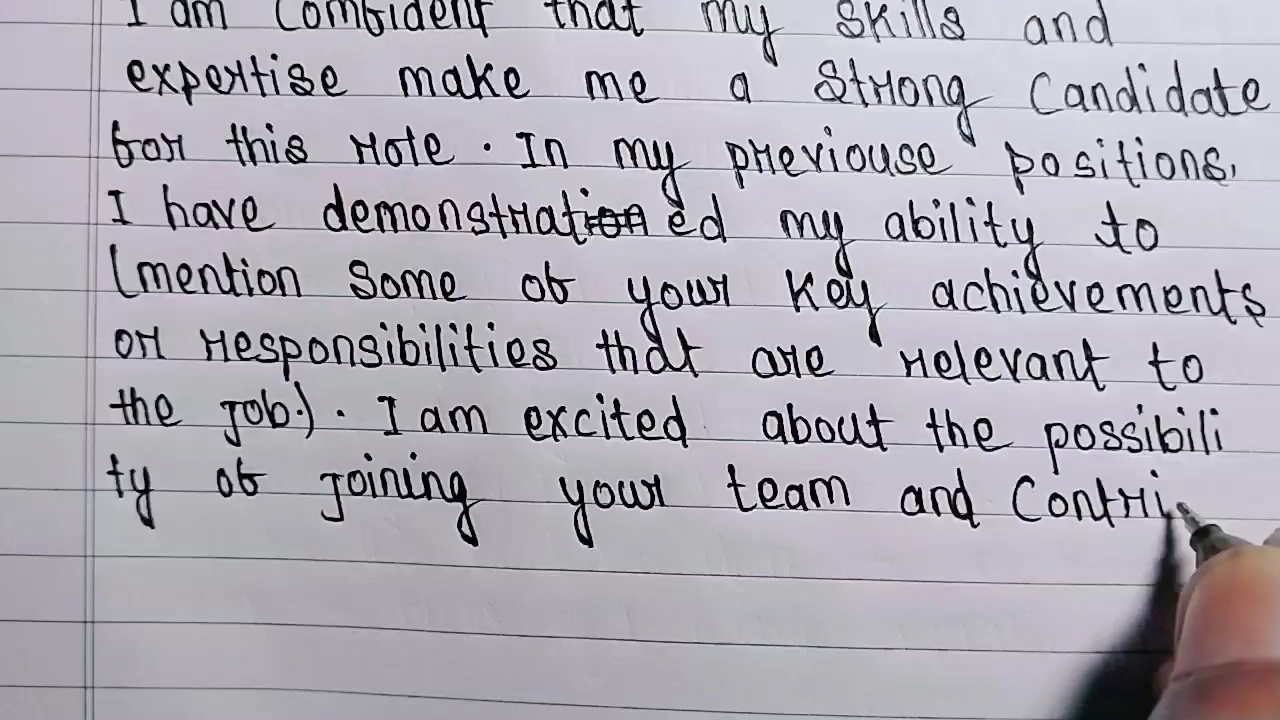 I am confident that my skills and
expertise make me a strong candidate
for this role. In my previouse positions,
I have demonstrated my ability to
(mention some of your key achievements
or responsibilities that are relevant to
the job.). I am excited about the possibili
ty of joining your team and Contri